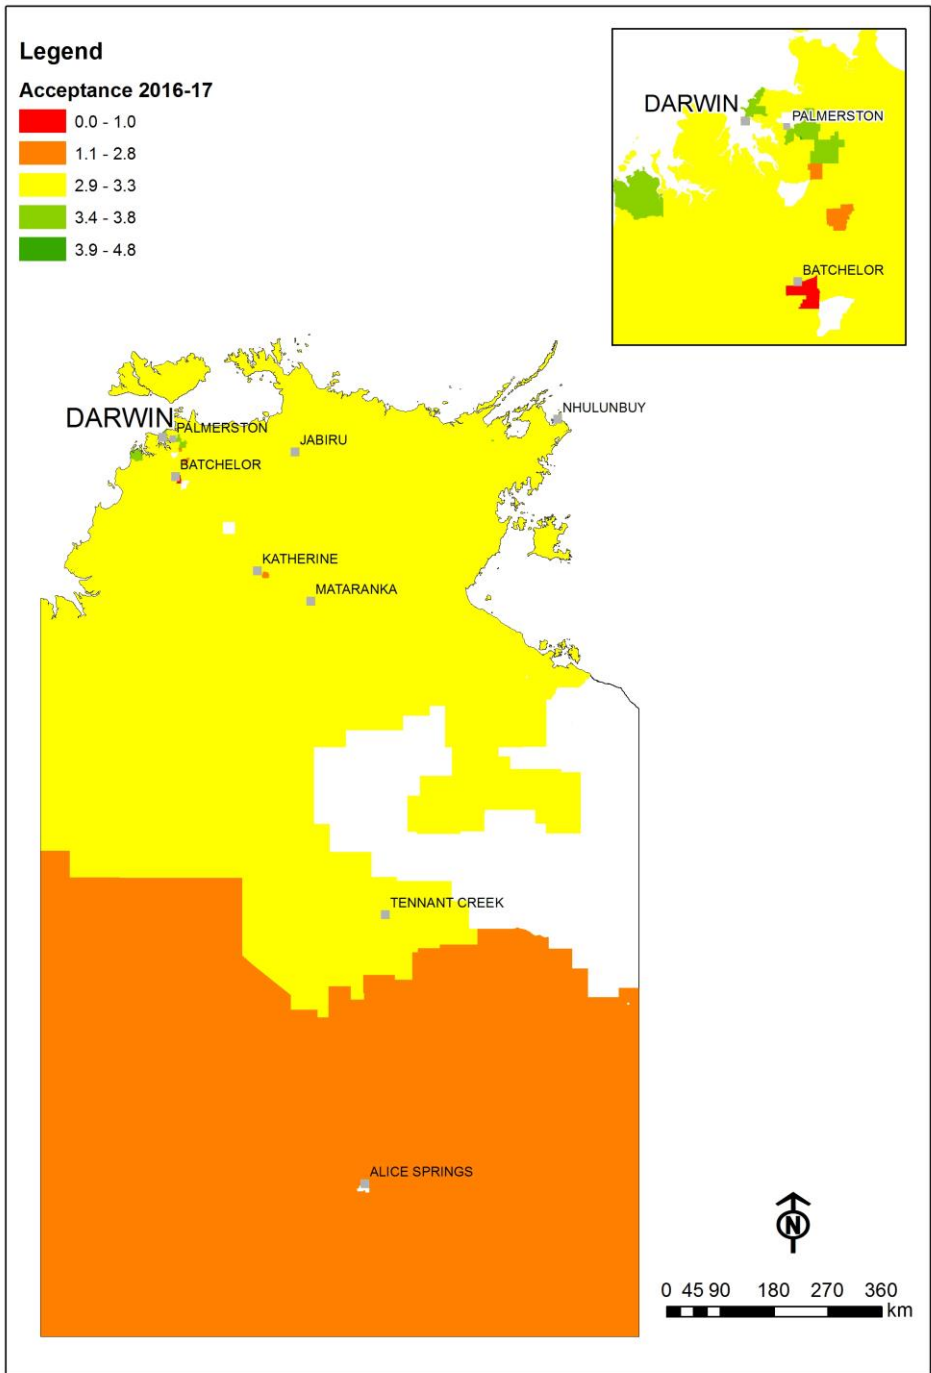 Legend
Acceptance 2016-17
0.0 - 1.0
1.1 - 2.8
2.9 - 3.3
3.4 - 3.8
3.9 - 4.8
DARWIN
PALMERSTON
BATCHELOR
DARWIN
PALMERSTON
NHULUNBUY
JABIRU
BATCHELOR
KATHERINE
MATARANKA
TENNANT CREEK
ALICE SPRINGS
N
0 45 90 180 270 360
km